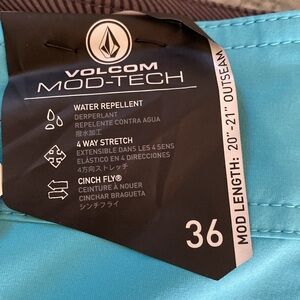 VOLCOM
MOD-TECH
WATER REPELLENT
DEPERLANT
REPELENTE CONTRA AGUA
撥水加工
4 WAY STRETCH
EXTENSIBLE DANS LES 4 SENS
ELÁSTICO EN 4 DIRECCIONES
4方向ストレッチ
CINCH FLY®
CEINTURE À NOUER
CINCHAR BRAGUETA
シンチフライ
36
MOD LENGTH: 20"-21" OUTSEAM